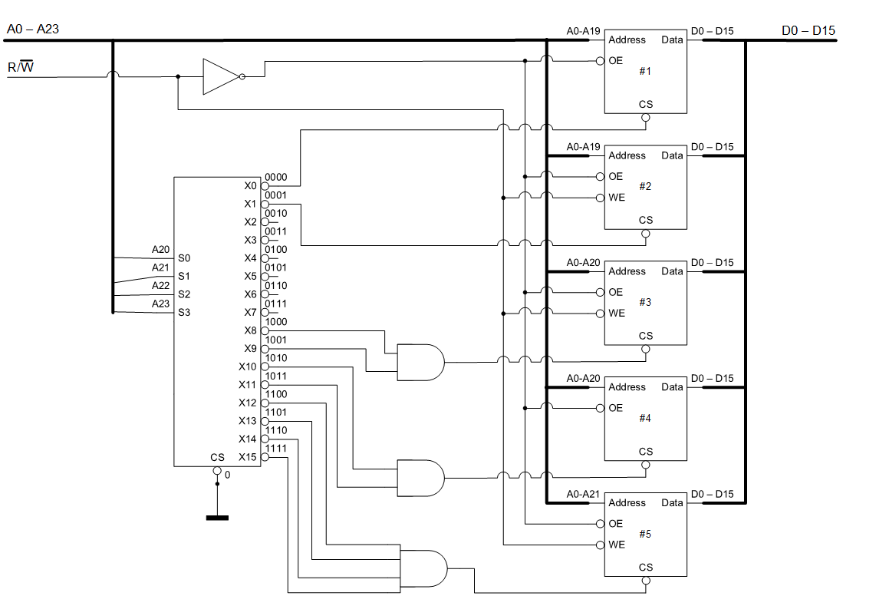 A0 – A23
D0 – D15
R/W̅
A0-A19
Address Data
D0 – D15
OE
#1
CS
A0-A19
Address Data
D0 – D15
OE
#2
WE
CS
A0-A20
Address Data
D0 – D15
OE
#3
WE
CS
A0-A20
Address Data
D0 – D15
OE
#4
CS
A0-A21
Address Data
D0 – D15
OE
#5
WE
CS
A20
S0
A21
S1
A22
S2
A23
S3
X0 0000
X1 0001
X2 0010
X3 0011
X4 0100
X5 0101
X6 0110
X7 0111
X8 1000
X9 1001
X10 1010
X11 1011
X12 1100
X13 1101
X14 1110
X15 1111
CS
0